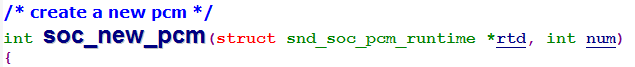 /* create a new pcm */
int soc_new_pcm(struct snd_soc_pcm_runtime *rtd, int num)
{